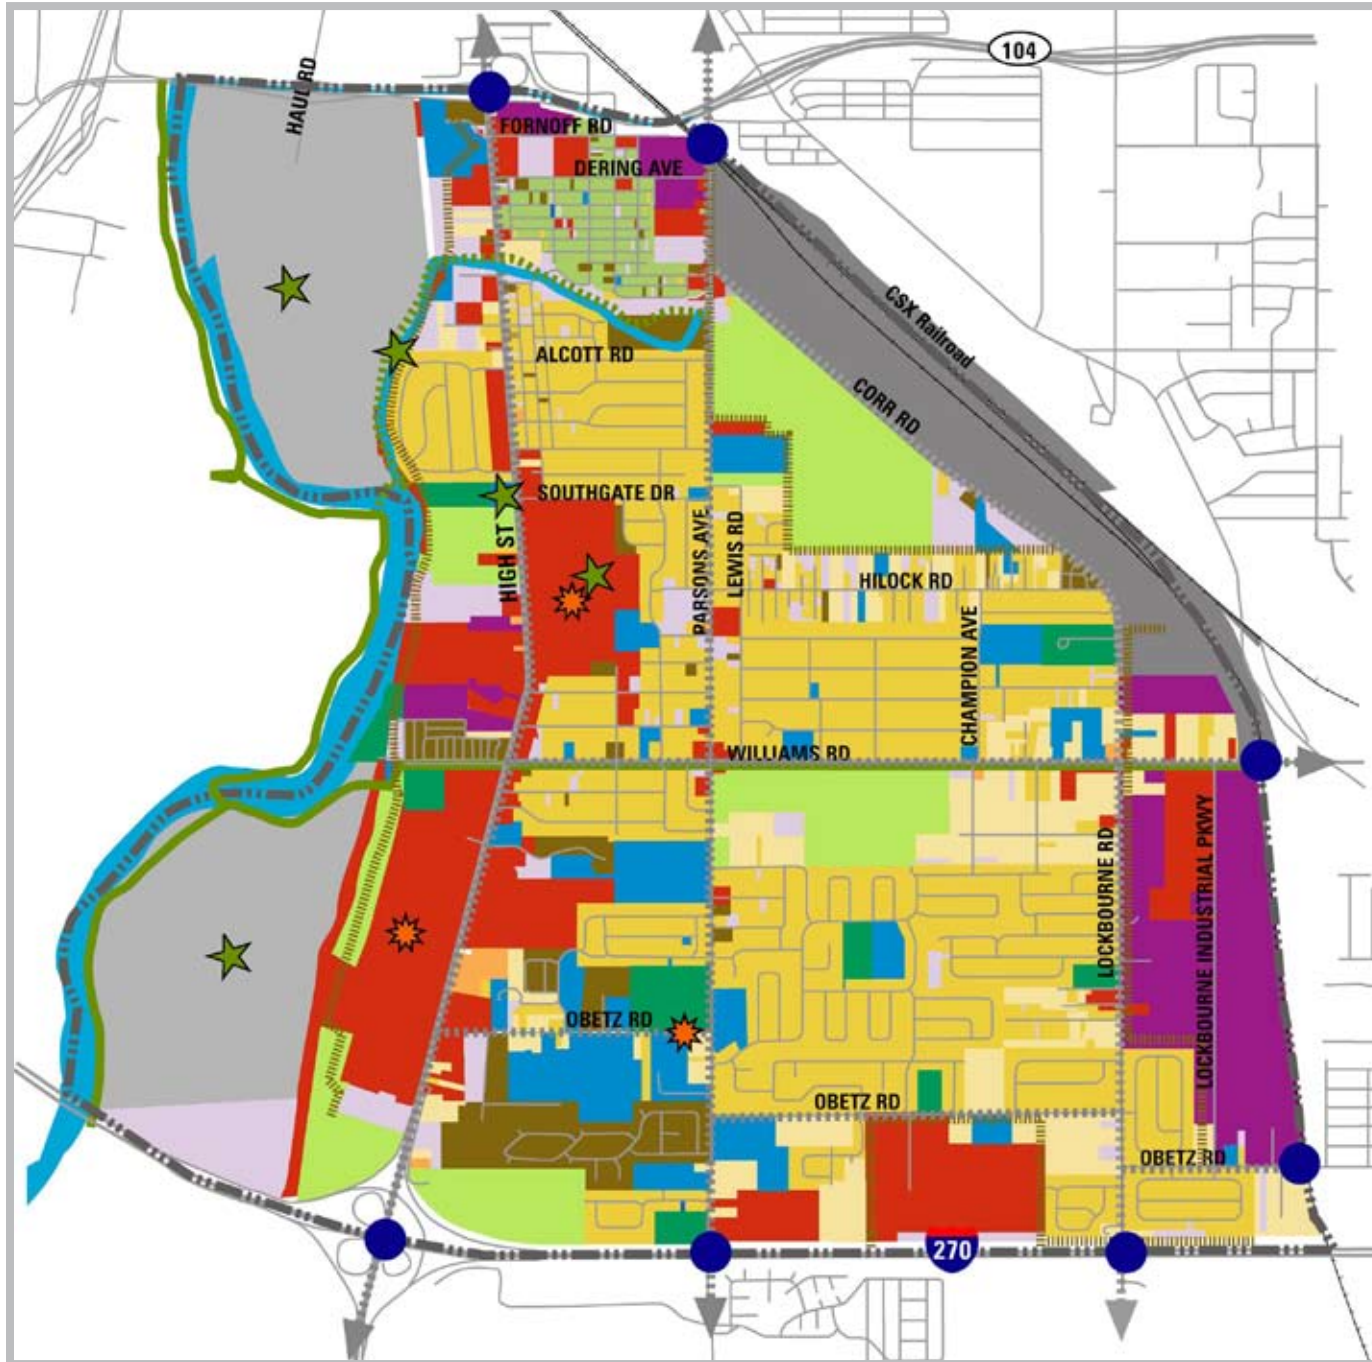 104
HAUL RD
FORNOFF RD
DERING AVE
CSX Railroad
ALCOTT RD
CORR RD
SOUTHGATE DR
HIGH ST
PARSONS AVE
LEWIS RD
HILOCK RD
CHAMPION AVE
WILLIAMS RD
LOCKBOURNE RD
LOCKBOURNE INDUSTRIAL PKWY
OBETZ RD
OBETZ RD
OBETZ RD
270